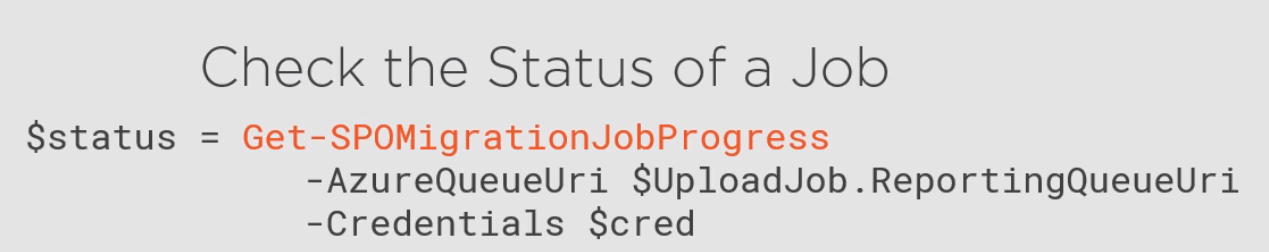 Check the Status of a Job
$status = Get-SPOMigrationJobProgress
-AzureQueueUri $UploadJob.ReportingQueueUri
-Credentials $cred